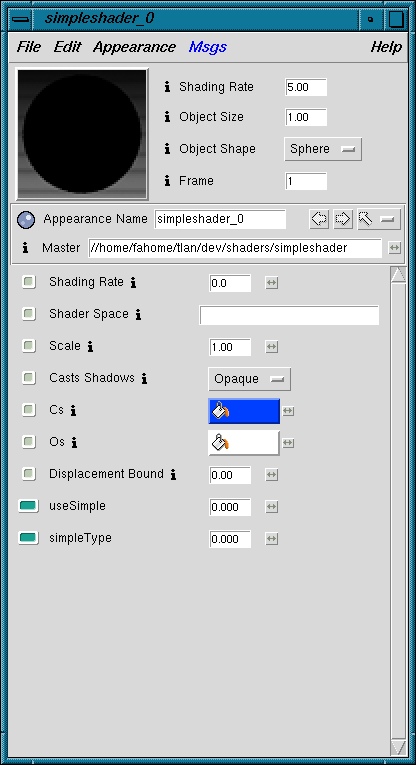 simpleshader_0
File Edit Appearance Msgs Help
Shading Rate 5.00
Object Size 1.00
Object Shape Sphere
Frame 1
Appearance Name simpleshader_0
Master //home/fahome/tlan/dev/shaders/simpleshader
Shading Rate 0.0
Shader Space
Scale 1.00
Casts Shadows Opaque
Cs
Os
Displacement Bound 0.00
useSimple 0.000
simpleType 0.000